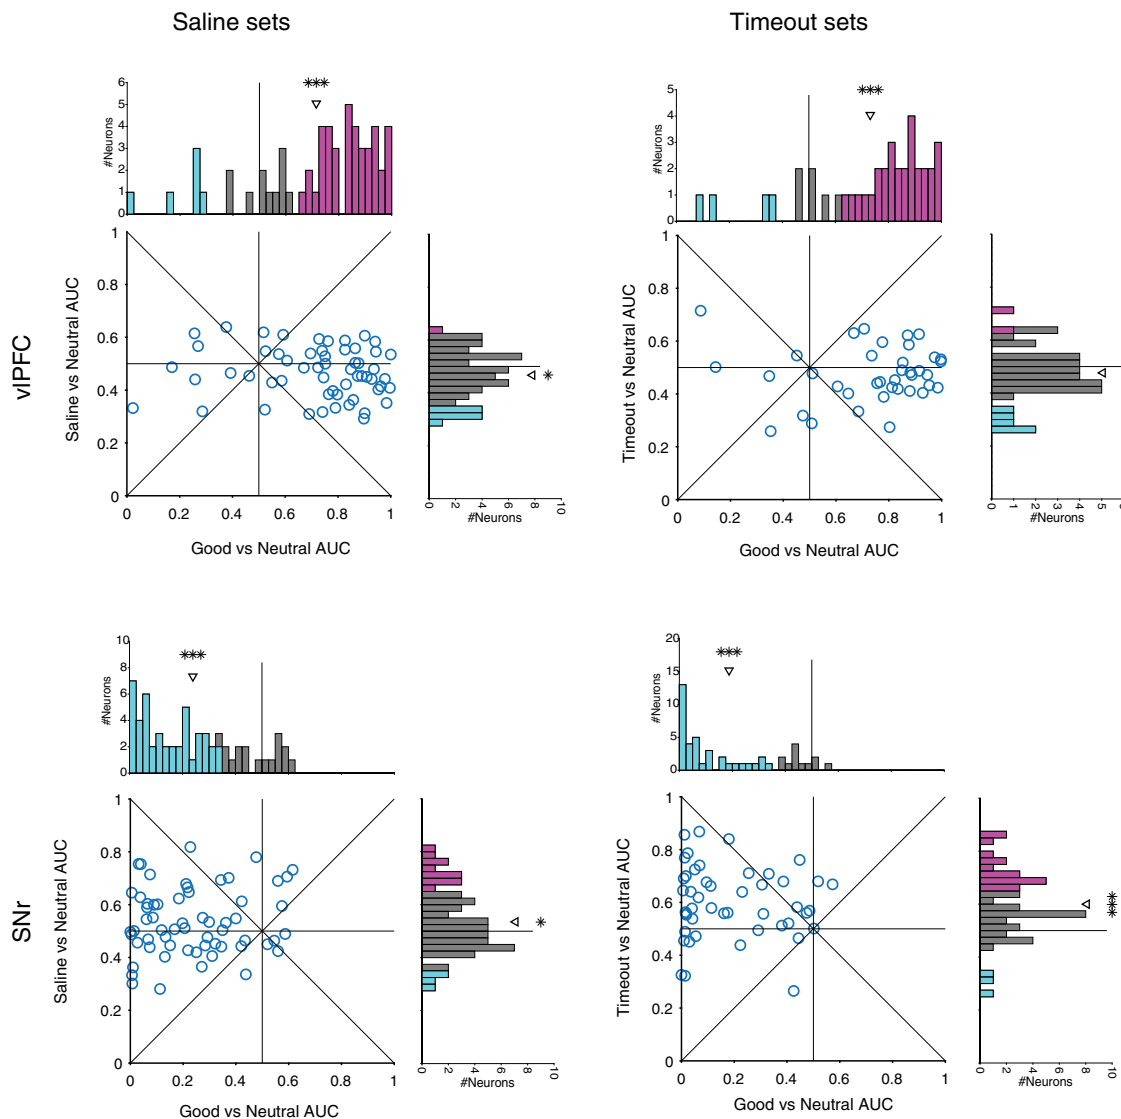 Saline sets
Timeout sets
vlPFC
SNr
6
5
4
3
2
1
0
#Neurons
***
1
0.8
0.6
0.4
0.2
0
Saline vs Neutral AUC
0 0.2 0.4 0.6 0.8 1
Good vs Neutral AUC
*
0 2 4 6 8 10
#Neurons
5
4
3
2
1
0
#Neurons
***
1
0.8
0.6
0.4
0.2
0
Timeout vs Neutral AUC
0 0.2 0.4 0.6 0.8 1
Good vs Neutral AUC
0 1 2 3 4 5 6
#Neurons
10
8
6
4
2
0
#Neurons
***
1
0.8
0.6
0.4
0.2
0
Saline vs Neutral AUC
0 0.2 0.4 0.6 0.8 1
Good vs Neutral AUC
*
0 2 4 6 8 10
#Neurons
20
15
10
5
0
#Neurons
***
1
0.8
0.6
0.4
0.2
0
Timeout vs Neutral AUC
0 0.2 0.4 0.6 0.8 1
Good vs Neutral AUC
***
0 2 4 6 8 10
#Neurons